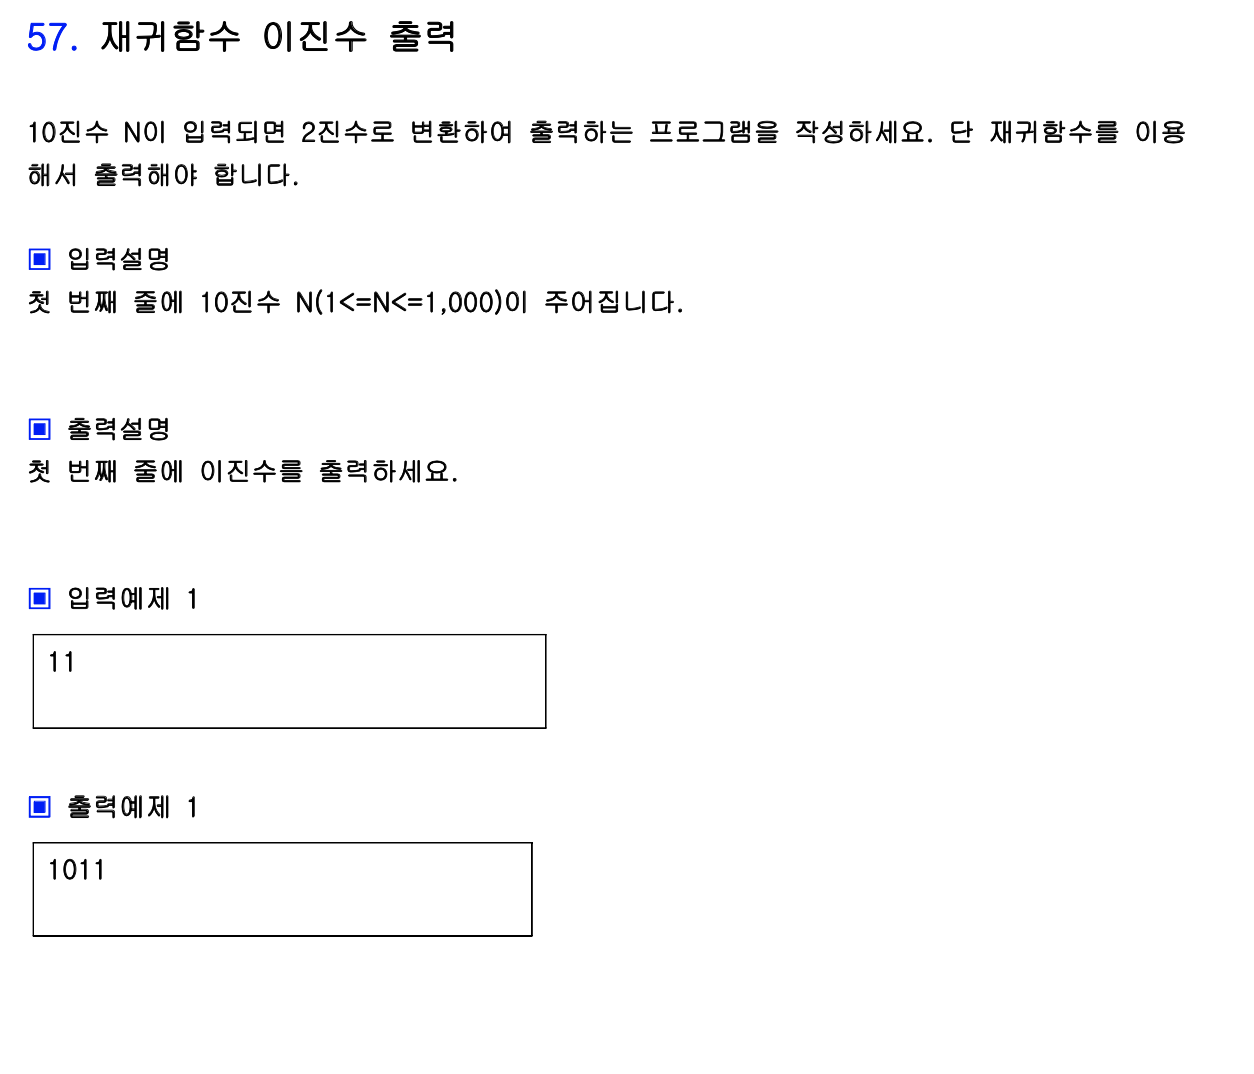 57. 재귀함수 이진수 출력
10진수 N이 입력되면 2진수로 변환하여 출력하는 프로그램을 작성하세요. 단 재귀함수를 이용
해서 출력해야 합니다.
▣ 입력설명
첫 번째 줄에 10진수 N(1<=N<=1,000)이 주어집니다.
▣ 출력설명
첫 번째 줄에 이진수를 출력하세요.
▣ 입력예제 1
11
▣ 출력예제 1
1011